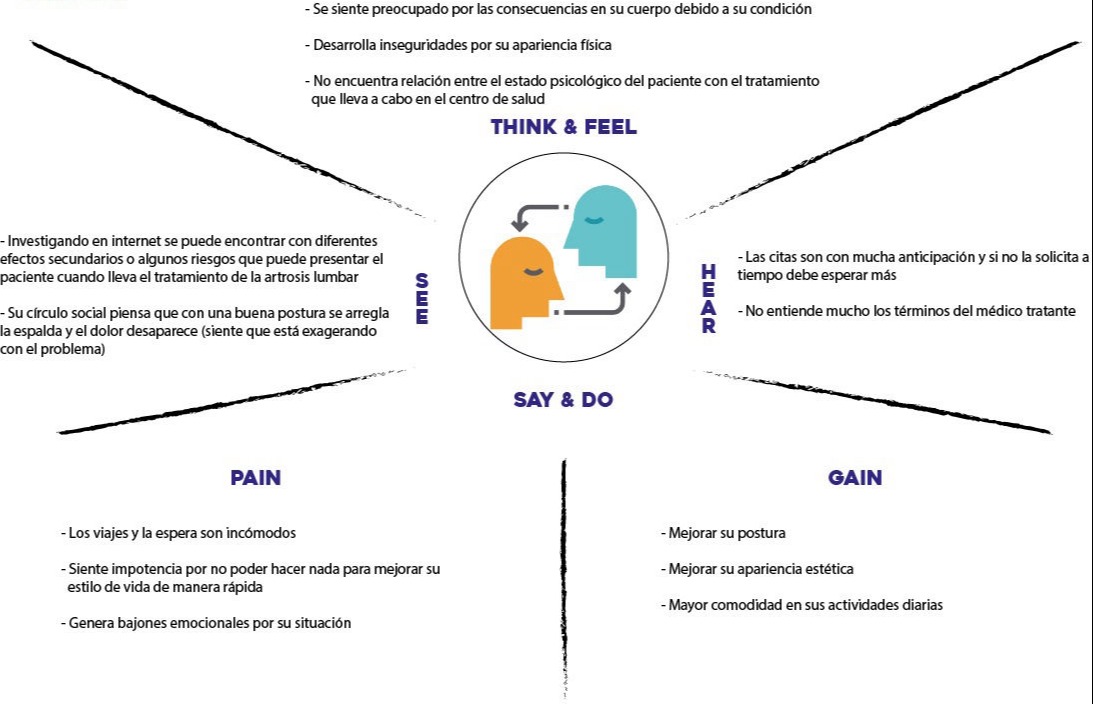 - Se siente preocupado por las consecuencias en su cuerpo debido a su condición
- Desarrolla inseguridades por su apariencia física
- No encuentra relación entre el estado psicológico del paciente con el tratamiento
que lleva a cabo en el centro de salud
THINK & FEEL
- Investigando en internet se puede encontrar con diferentes
efectos secundarios o algunos riesgos que puede presentar el
paciente cuando lleva el tratamiento de la artrosis lumbar
- Su círculo social piensa que con una buena postura se arregla
la espalda y el dolor desaparece (siente que está exagerando
con el problema)
SEE
HEAR
- Las citas son con mucha anticipación y si no la solicita a
tiempo debe esperar más
- No entiende mucho los términos del médico tratante
SAY & DO
PAIN
- Los viajes y la espera son incómodos
- Siente impotencia por no poder hacer nada para mejorar su
estilo de vida de manera rápida
- Genera bajones emocionales por su situación
GAIN
- Mejorar su postura
- Mejorar su apariencia estética
- Mayor comodidad en sus actividades diarias